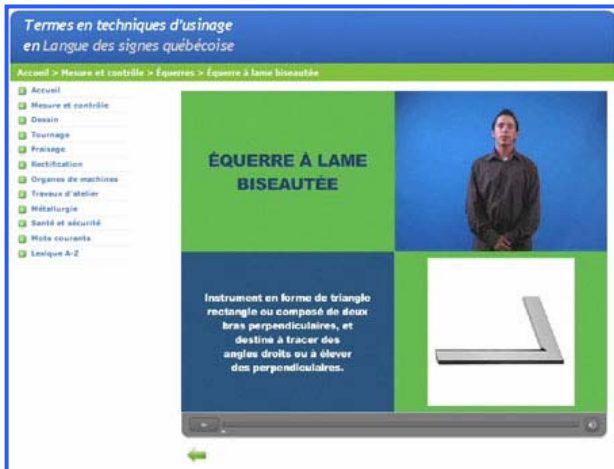 Termes en techniques d'usinage
en Langue des signes québécoise
Accueil > Mesure et contrôle > Équerres > Équerre à lame biseautée
Accueil
Mesure et contrôle
Dessin
Tournage
Fraisage
Rectification
Organes de machines
Travaux d'atelier
Métallurgie
Santé et sécurité
Mots courants
Lexique A-Z
ÉQUERRE À LAME
BISEAUTÉE
Instrument en forme de triangle
rectangle ou composé de deux
bras perpendiculaires, et
destiné à tracer des
angles droits ou à élever
des perpendiculaires.